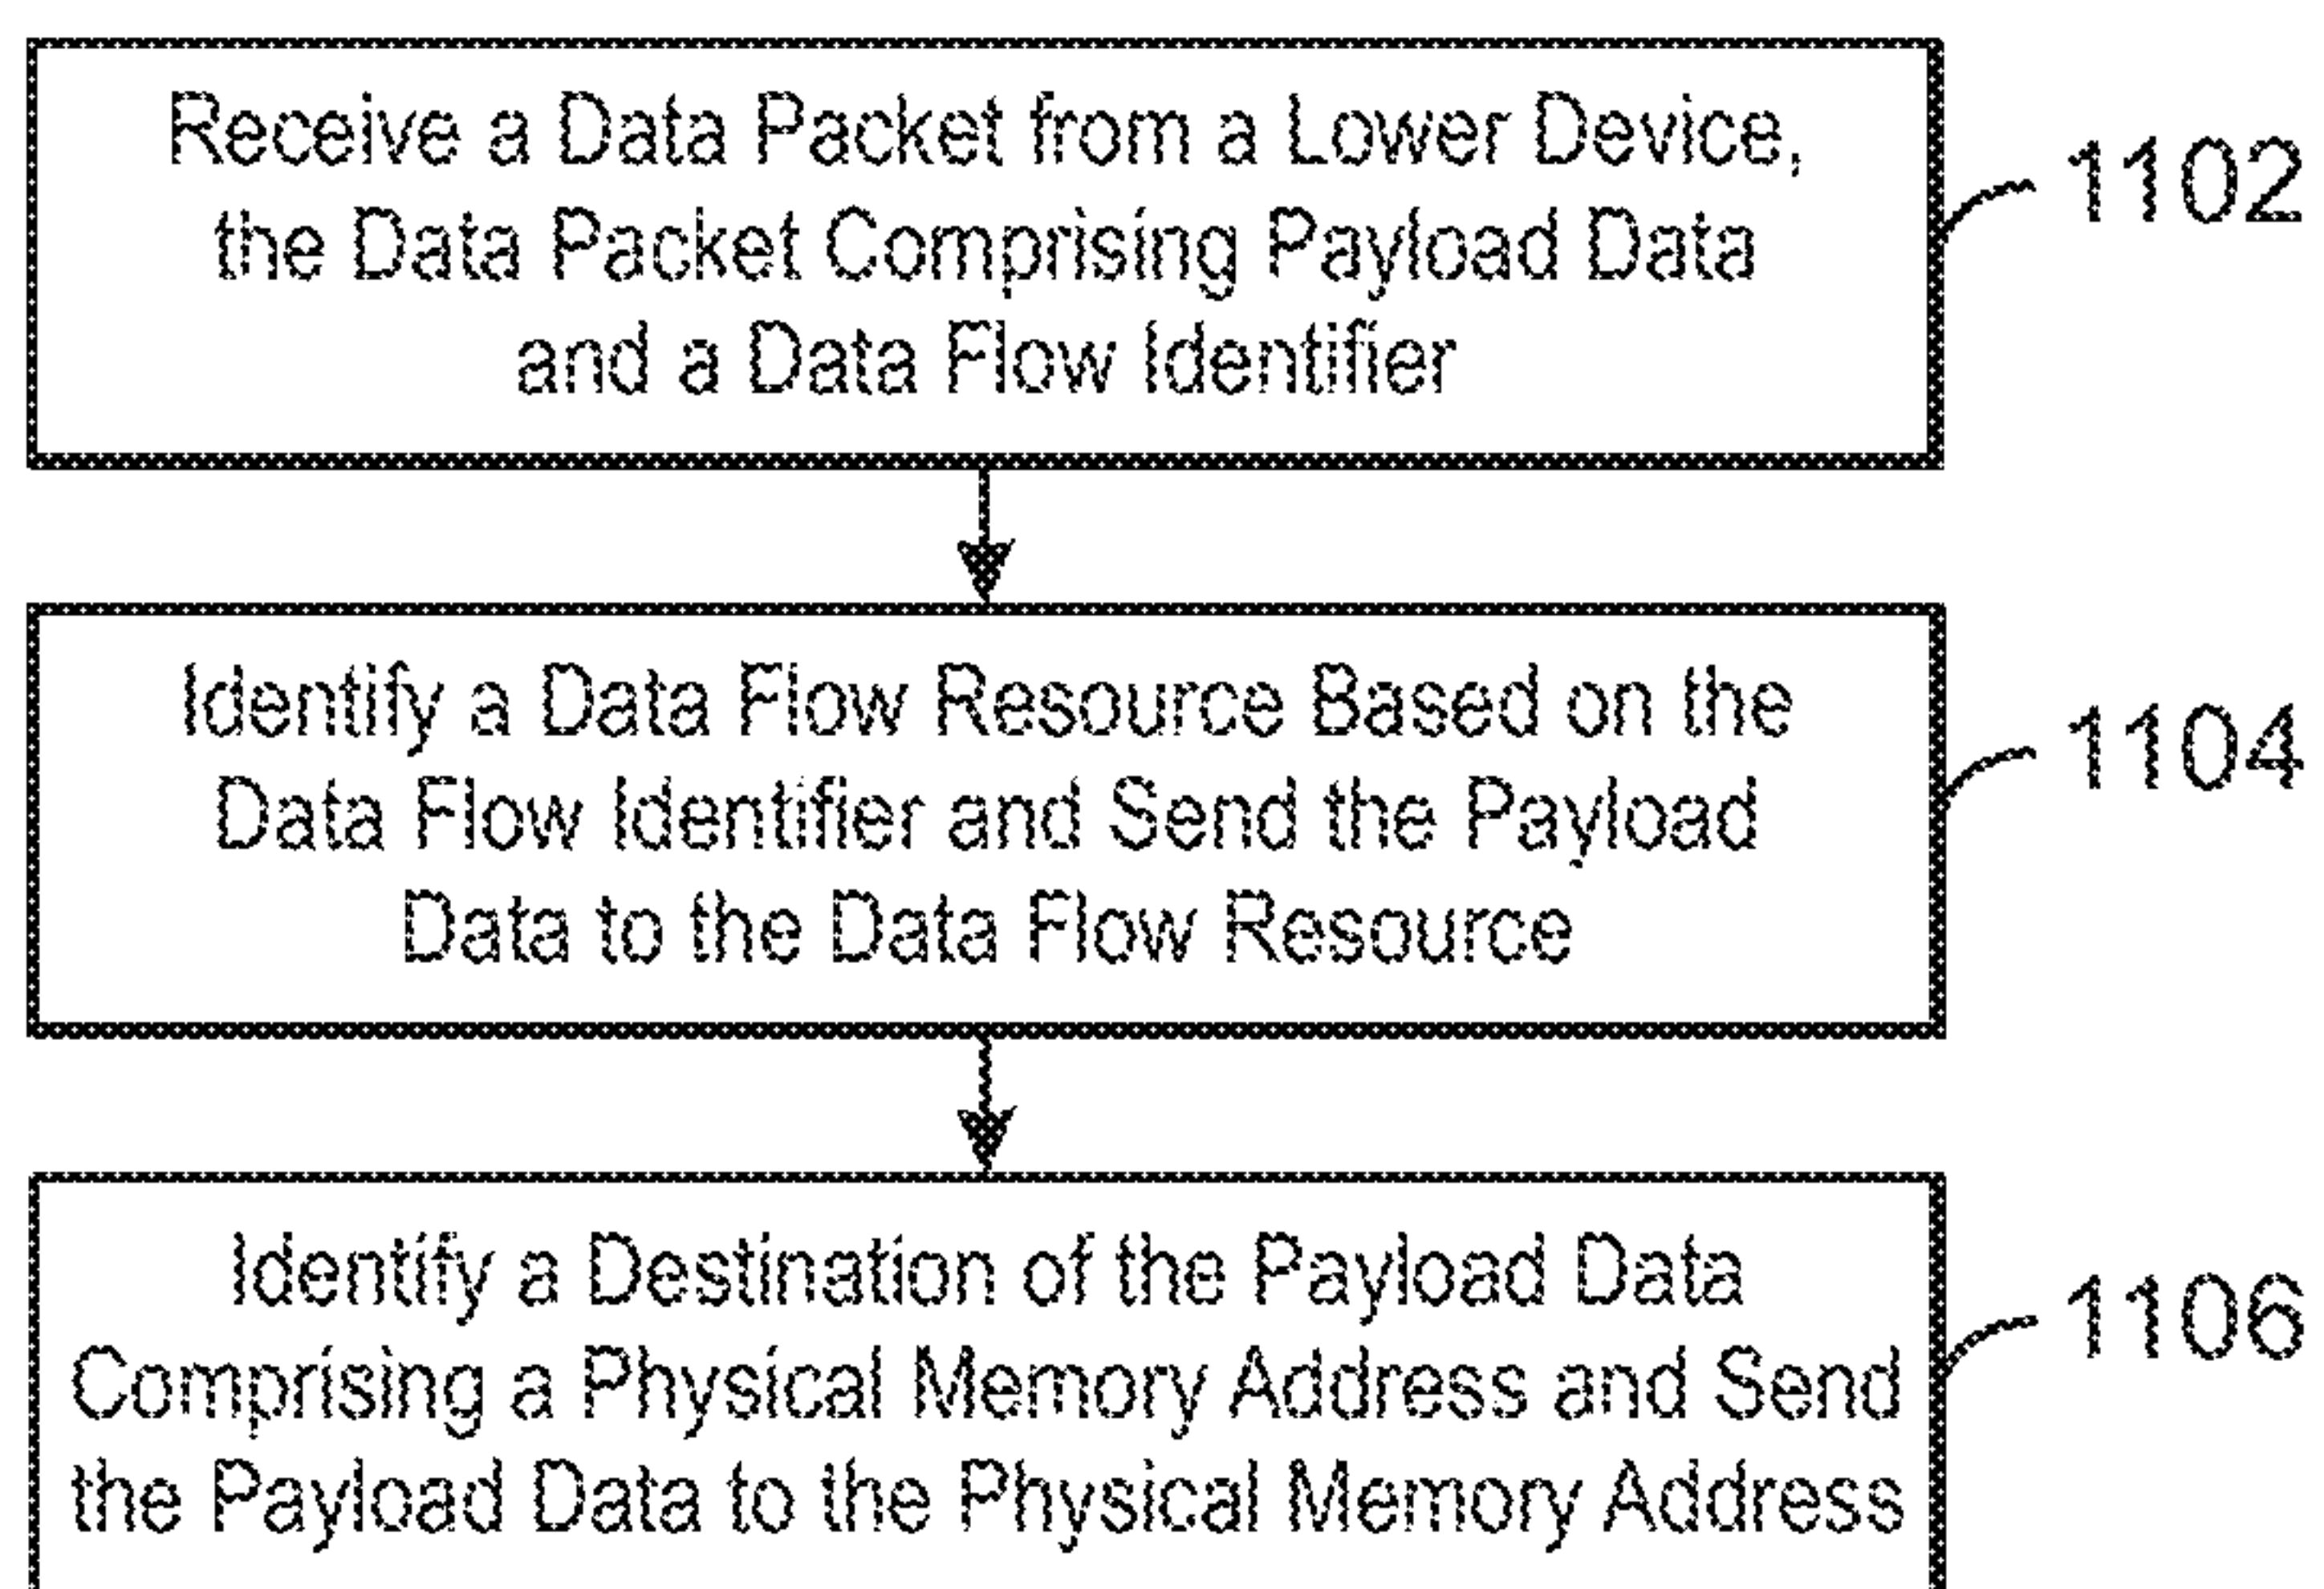 Receive a Data Packet from a Lower Device,
the Data Packet Comprising Payload Data
and a Data Flow Identifier
1102
Identify a Data Flow Resource Based on the
Data Flow Identifier and Send the Payload
Data to the Data Flow Resource
1104
Identify a Destination of the Payload Data
Comprising a Physical Memory Address and Send
the Payload Data to the Physical Memory Address
1106